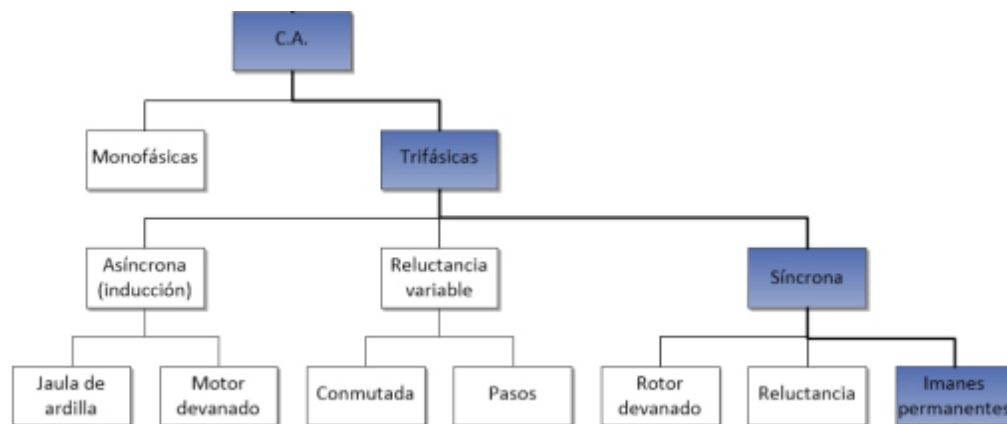 C.A.
Monofásicas
Trifásicas
Asíncrona
(inducción)
Reluctancia
variable
Síncrona
Jaula de
ardilla
Motor
devanado
Conmutada
Pasos
Rotor
devanado
Reluctancia
Imanes
permanentes